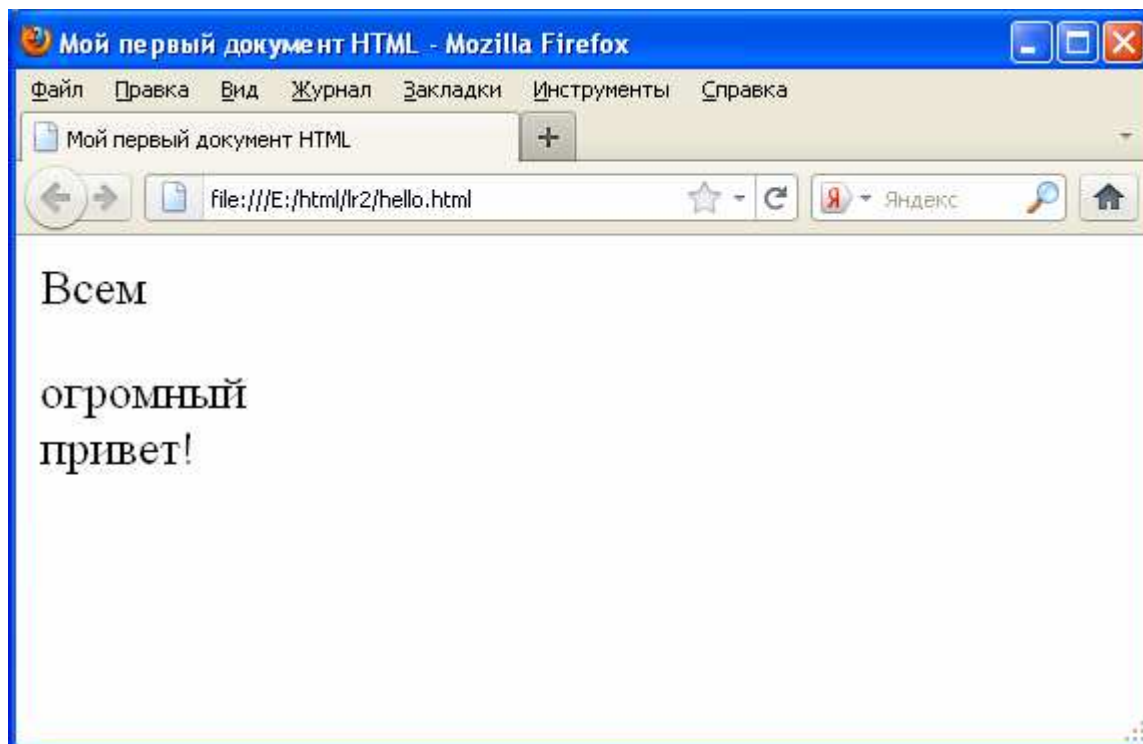 Мой первый документ HTML - Mozilla Firefox
Файл Правка Вид Журнал Закладки Инструменты Справка
Мой первый документ HTML
file:///E:/html/lr2/hello.html Я Яндекс
Всем
огромный
привет!